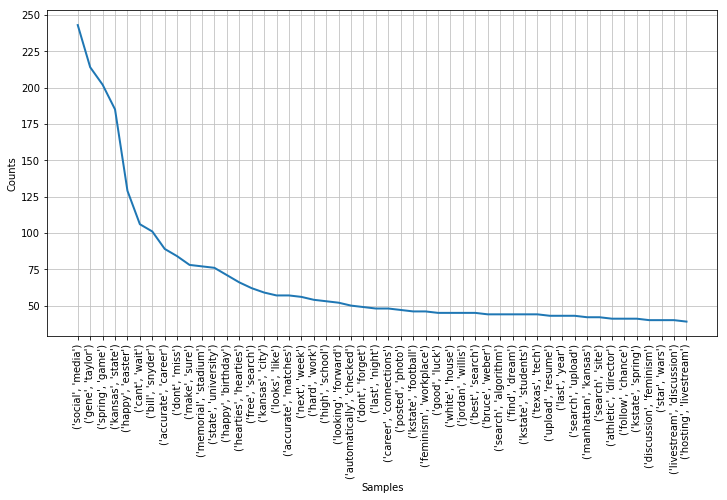 250
225
200
175
150
125
100
75
50
Counts
('social', 'media')
('gene', 'taylor')
('spring', 'game')
('kansas', 'state')
('happy', 'easter')
('cant', 'wait')
('bill', 'snyder')
('accurate', 'career')
('dont', 'miss')
('make', 'sure')
('memorial', 'stadium')
('state', 'university')
('happy', 'birthday')
('hearties', 'hearties')
('free', 'search')
('kansas', 'city')
('looks', 'like')
('accurate', 'matches')
('next', 'week')
('hard', 'work')
('high', 'school')
('looking', 'forward')
('automatically', 'checked')
('dont', 'forget')
('last', 'night')
('career', 'connections')
('posted', 'photo')
('kstate', 'football')
('feminism', 'workplace')
('good', 'luck')
('white', 'house')
('jordan', 'willis')
('best', 'search')
('bruce', 'weber')
('search', 'algorithm')
('find', 'dream')
('kstate', 'students')
('texas', 'tech')
('upload', 'resume')
('last', 'year')
('search', 'upload')
('manhattan', 'kansas')
('search', 'site')
('athletic', 'director')
('follow', 'chance')
('kstate', 'spring')
('discussion', 'feminism')
('star', 'wars')
('livestream', 'discussion')
('hosting', 'livestream')
Samples